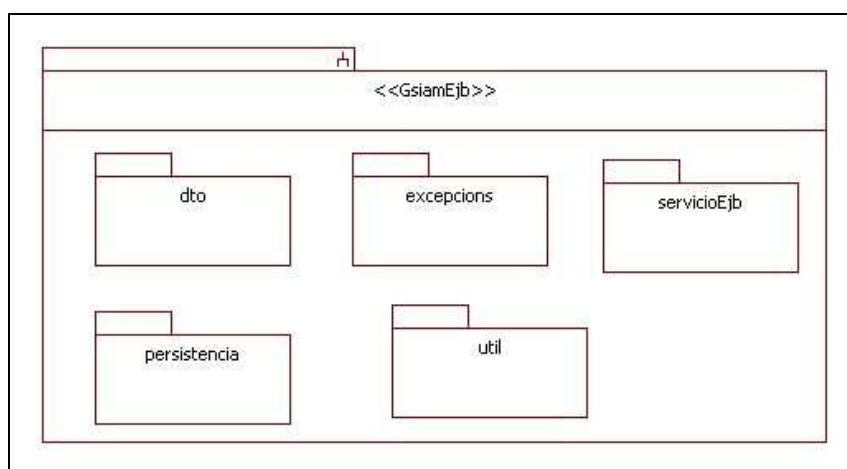 <<GsiamEjb>>
dto
excepcions
servicioEjb
persistencia
util